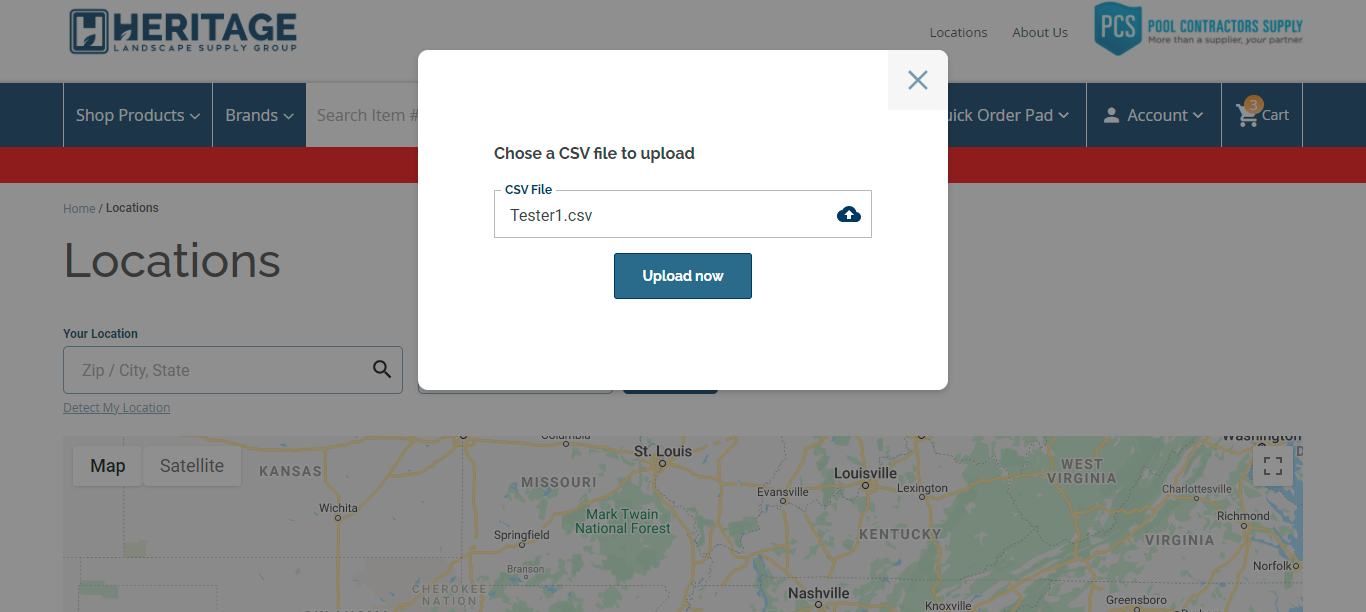 HERITAGE
LANDSCAPE SUPPLY GROUP
Locations
About Us
PCS
POOL CONTRACTORS SUPPLY
More than a supplier, your partner.
Shop Products
Brands
Search Item #
Order Pad
Account
3
Cart
Chose a CSV file to upload
CSV File
Tester1.csv
Upload now
Home / Locations
Locations
Your Location
Zip / City, State
Detect My Location
Map
Satellite
KANSAS
Wichita
Columbia
St. Louis
MISSOURI
Mark Twain
National Forest
Springfield
Branson
CHEROKEE
NATION
Evansville
Louisville
Lexington
KENTUCKY
Nashville
Knoxville
WEST
VIRGINIA
Washington
Charlottesville
Richmond
VIRGINIA
Norfolk
Greensboro